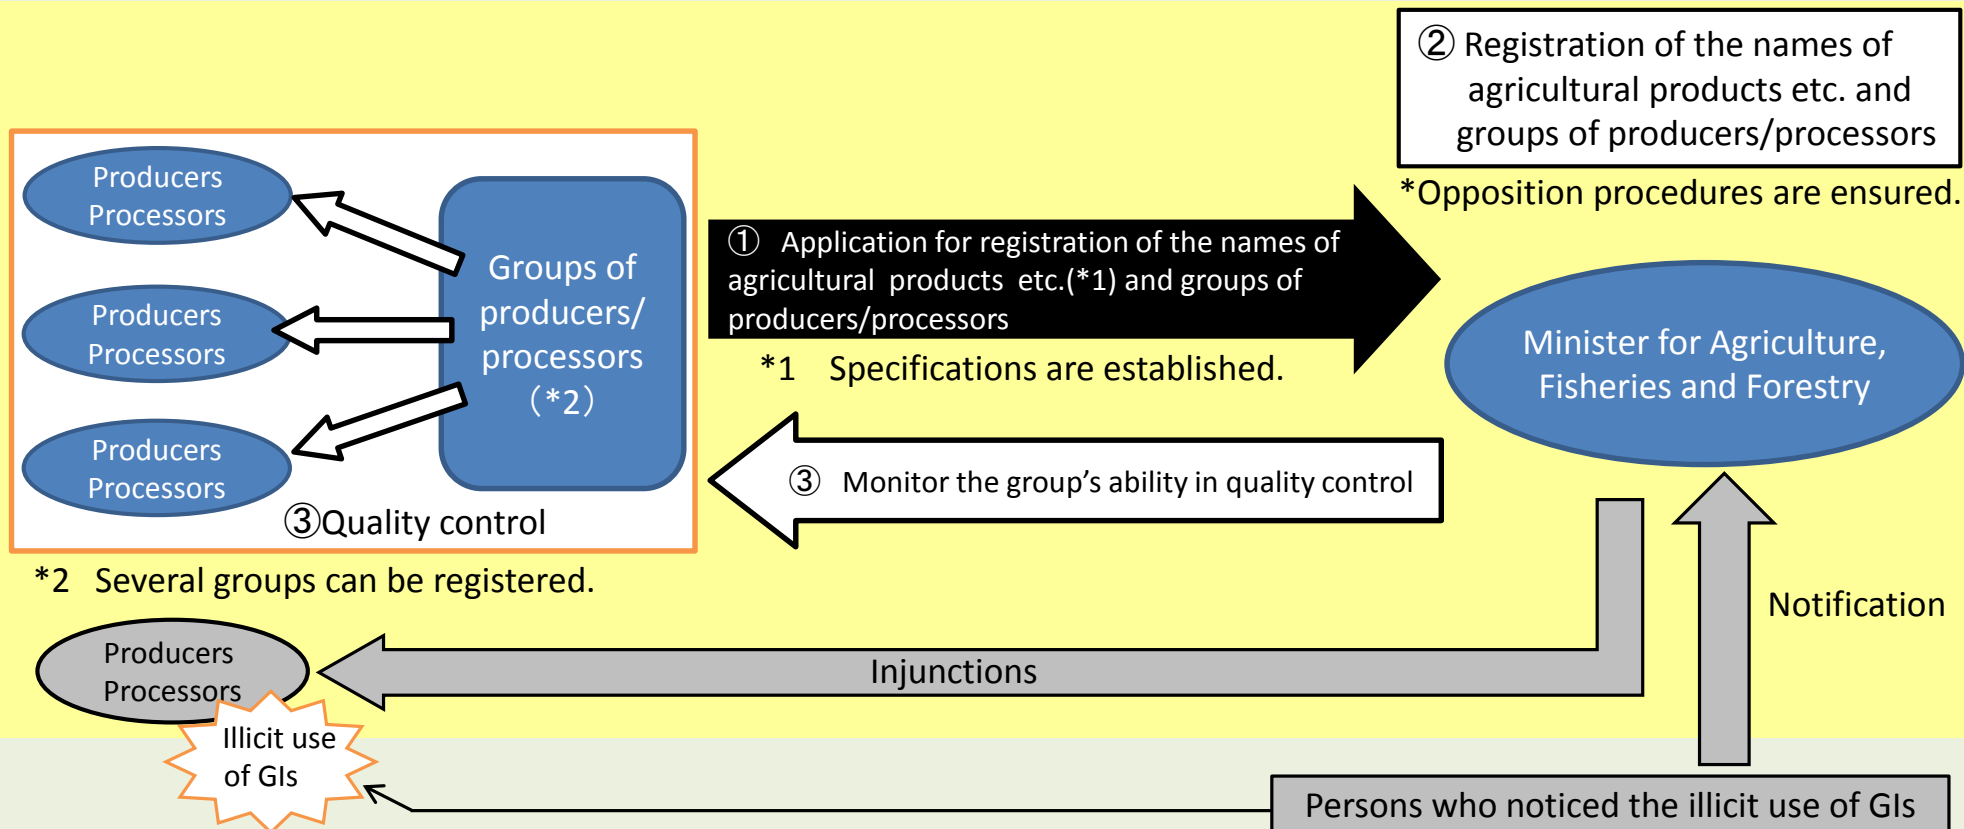 ② Registration of the names of
agricultural products etc. and
groups of producers/processors
*Opposition procedures are ensured.
Producers
Processors
Producers
Processors
Producers
Processors
Groups of
producers/
processors
（*2）
③Quality control
*2 Several groups can be registered.
① Application for registration of the names of
agricultural products etc.(*1) and groups of
producers/processors
*1 Specifications are established.
Minister for Agriculture,
Fisheries and Forestry
③ Monitor the group's ability in quality control
Notification
Injunctions
Producers
Processors
Illicit use
of GIs
Persons who noticed the illicit use of GIs